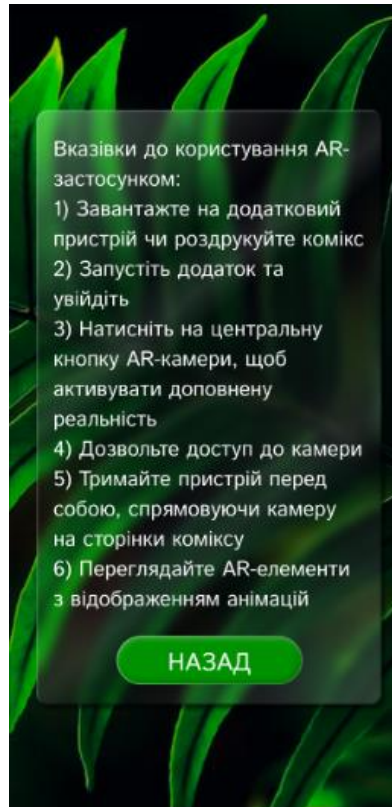 Вказівки до користування AR-
застосунком:
1) Завантажте на додатковий
пристрій чи роздрукуйте комікс
2) Запустіть додаток та
увійдіть
3) Натисніть на центральну
кнопку AR-камери, щоб
активувати доповнену
реальність
4) Дозвольте доступ до камери
5) Тримайте пристрій перед
собою, спрямовуючи камеру
на сторінки коміксу
6) Переглядайте AR-елементи
з відображенням анімацій
НАЗАД